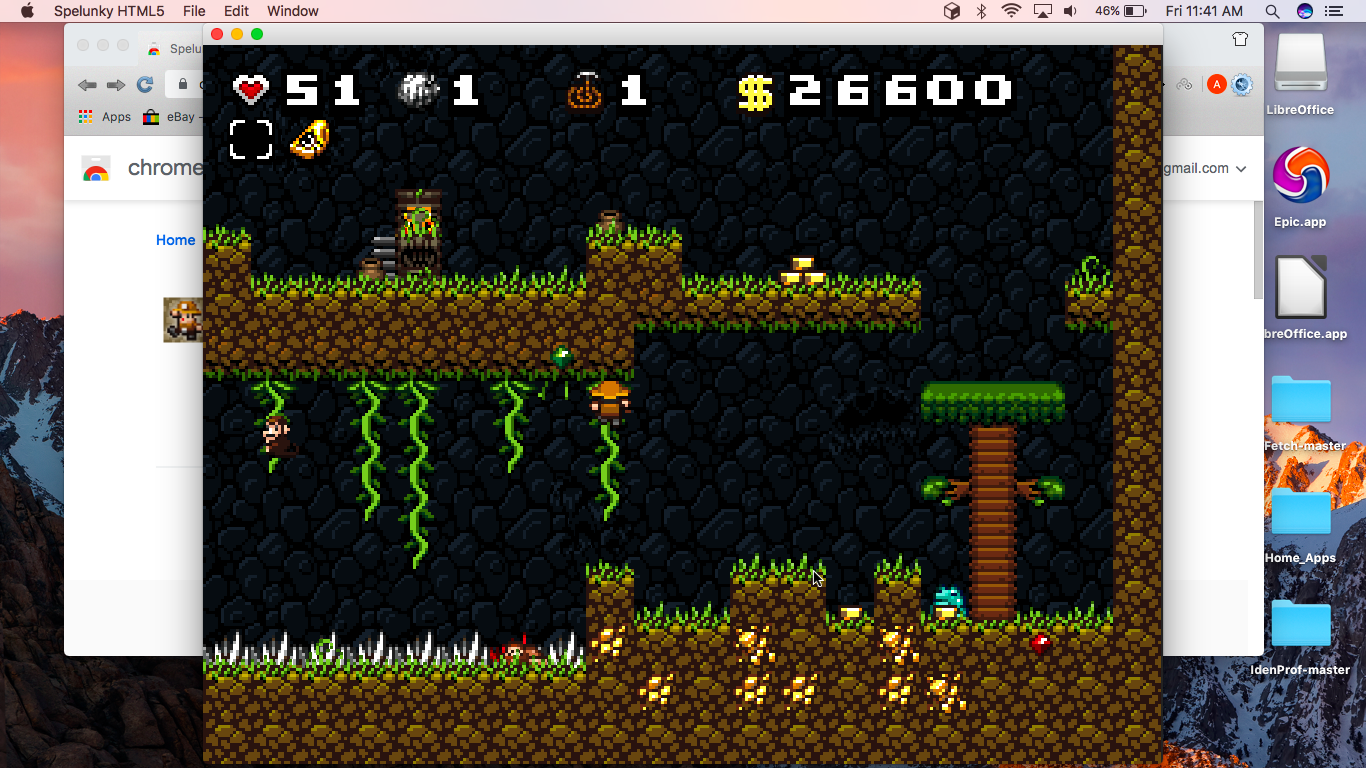 Spelunky HTML5 File Edit Window 46% Fri 11:41 AM
Spelu
Apps eBay -
chrome
gmail.com
Home
51 1 1 $26600
A
LibreOffice
Epic.app
breOffice.app
Fetch-master
Home_Apps
IdenProf-master